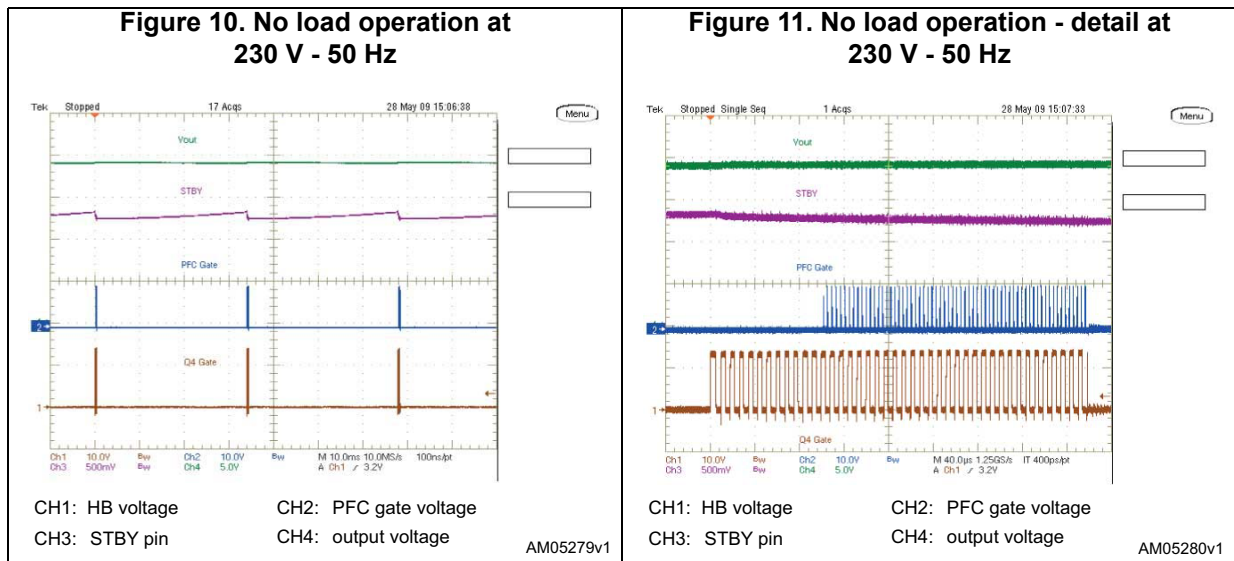 Figure 10. No load operation at
230 V - 50 Hz
Tek Stopped 17 Acqs 28 May 09 15:06:38
Menu
Vout
STBY
PFC Gate
2
Q4 Gate
1
Ch1 10.0V Bw Ch2 10.0V Bw M 10.0ms 10.0MS/s 100ns/pt
Ch3 500mV Bw Ch4 5.0V A Ch1 / 3.2V
CH1: HB voltage CH2: PFC gate voltage
CH3: STBY pin CH4: output voltage
AM05279v1
Figure 11. No load operation - detail at
230 V - 50 Hz
Tek Stopped Single Seq 1 Acqs 28 May 09 15:07:33
Menu
Vout
STBY
PFC Gate
2
1
Q4 Gate
Ch1 10.0V Bw Ch2 10.0V Bw M 40.0µs 1.25GS/s IT 400ps/pt
Ch3 500mV Bw Ch4 5.0V A Ch1 / 3.2V
CH1: HB voltage CH2: PFC gate voltage
CH3: STBY pin CH4: output voltage
AM05280v1